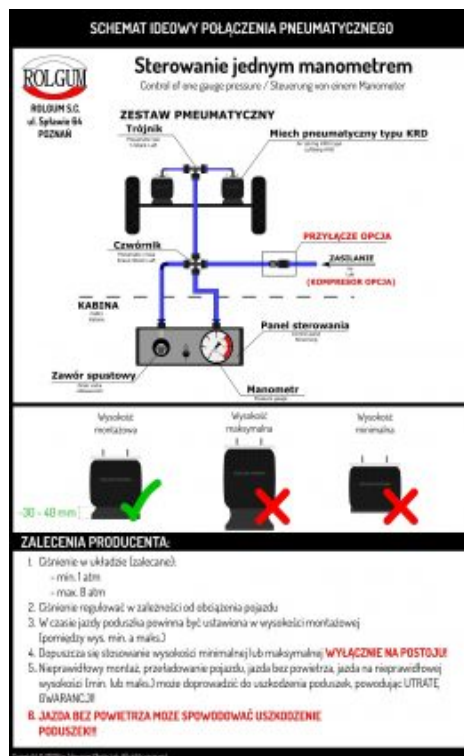 SCHEMAT IDEOWY POŁĄCZENIA PNEUMATYCZNEGO
ROLGUM
ROLGUM S.C.
ul. Spławie 64
POZNAŃ
Sterowanie jednym manometrem
Control of one gauge pressure / Steuerung von einem Manometer
ZESTAW PNEUMATYCZNY
Trójnik
Miech pneumatyczny typu KRD
Czwórnik
PRZYŁĄCZE OPCJA
ZASILANIE
(KOMPRESOR OPCJA)
KABINA
Panel sterowania
Zawór spustowy
Manometr
Wysokość
montażowa
Wysokość
maksymalna
Wysokość
minimalna
~30 - 40 mm
ZALECENIA PRODUCENTA:
1. Ciśnienie w układzie (zalecane):
- min. 1 atm
- max. 8 atm
2. Ciśnienie regulować w zależności od obciążenia pojazdu
3. W czasie jazdy poduszka powinna być ustawiona w wysokości montażowej
(pomiędzy wys. min. a maks.)
4. Dopuszcza się stosowanie wysokości minimalnej lub maksymalnej WYŁĄCZNIE NA POSTOJU!
5. Nieprawidłowy montaż, przeładowanie pojazdu, jazda bez powietrza, jazda na nieprawidłowej
wysokości (min. lub maks.) może doprowadzić do uszkodzenia poduszek, powodując UTRATĘ
GWARANCJI!
6. JAZDA BEZ POWIETRZA MOŻE SPOWODOWAĆ USZKODZENIE
PODUSZEK!!!